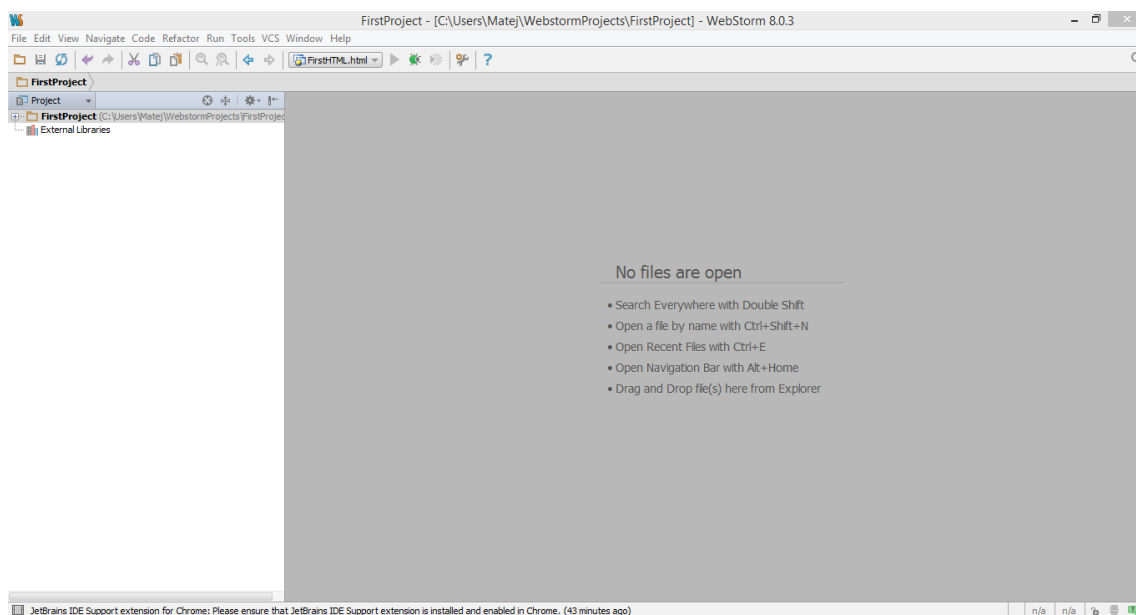 FirstProject - [C:\Users\Matej\WebstormProjects\FirstProject] - WebStorm 8.0.3
File Edit View Navigate Code Refactor Run Tools VCS Window Help
FirstHTML.html
FirstProject
Project
FirstProject (C:\Users\Matej\WebstormProjects\FirstProjec
External Libraries
No files are open
• Search Everywhere with Double Shift
• Open a file by name with Ctrl+Shift+N
• Open Recent Files with Ctrl+E
• Open Navigation Bar with Alt+Home
• Drag and Drop file(s) here from Explorer
JetBrains IDE Support extension for Chrome: Please ensure that JetBrains IDE Support extension is installed and enabled in Chrome. (43 minutes ago)
n/a n/a